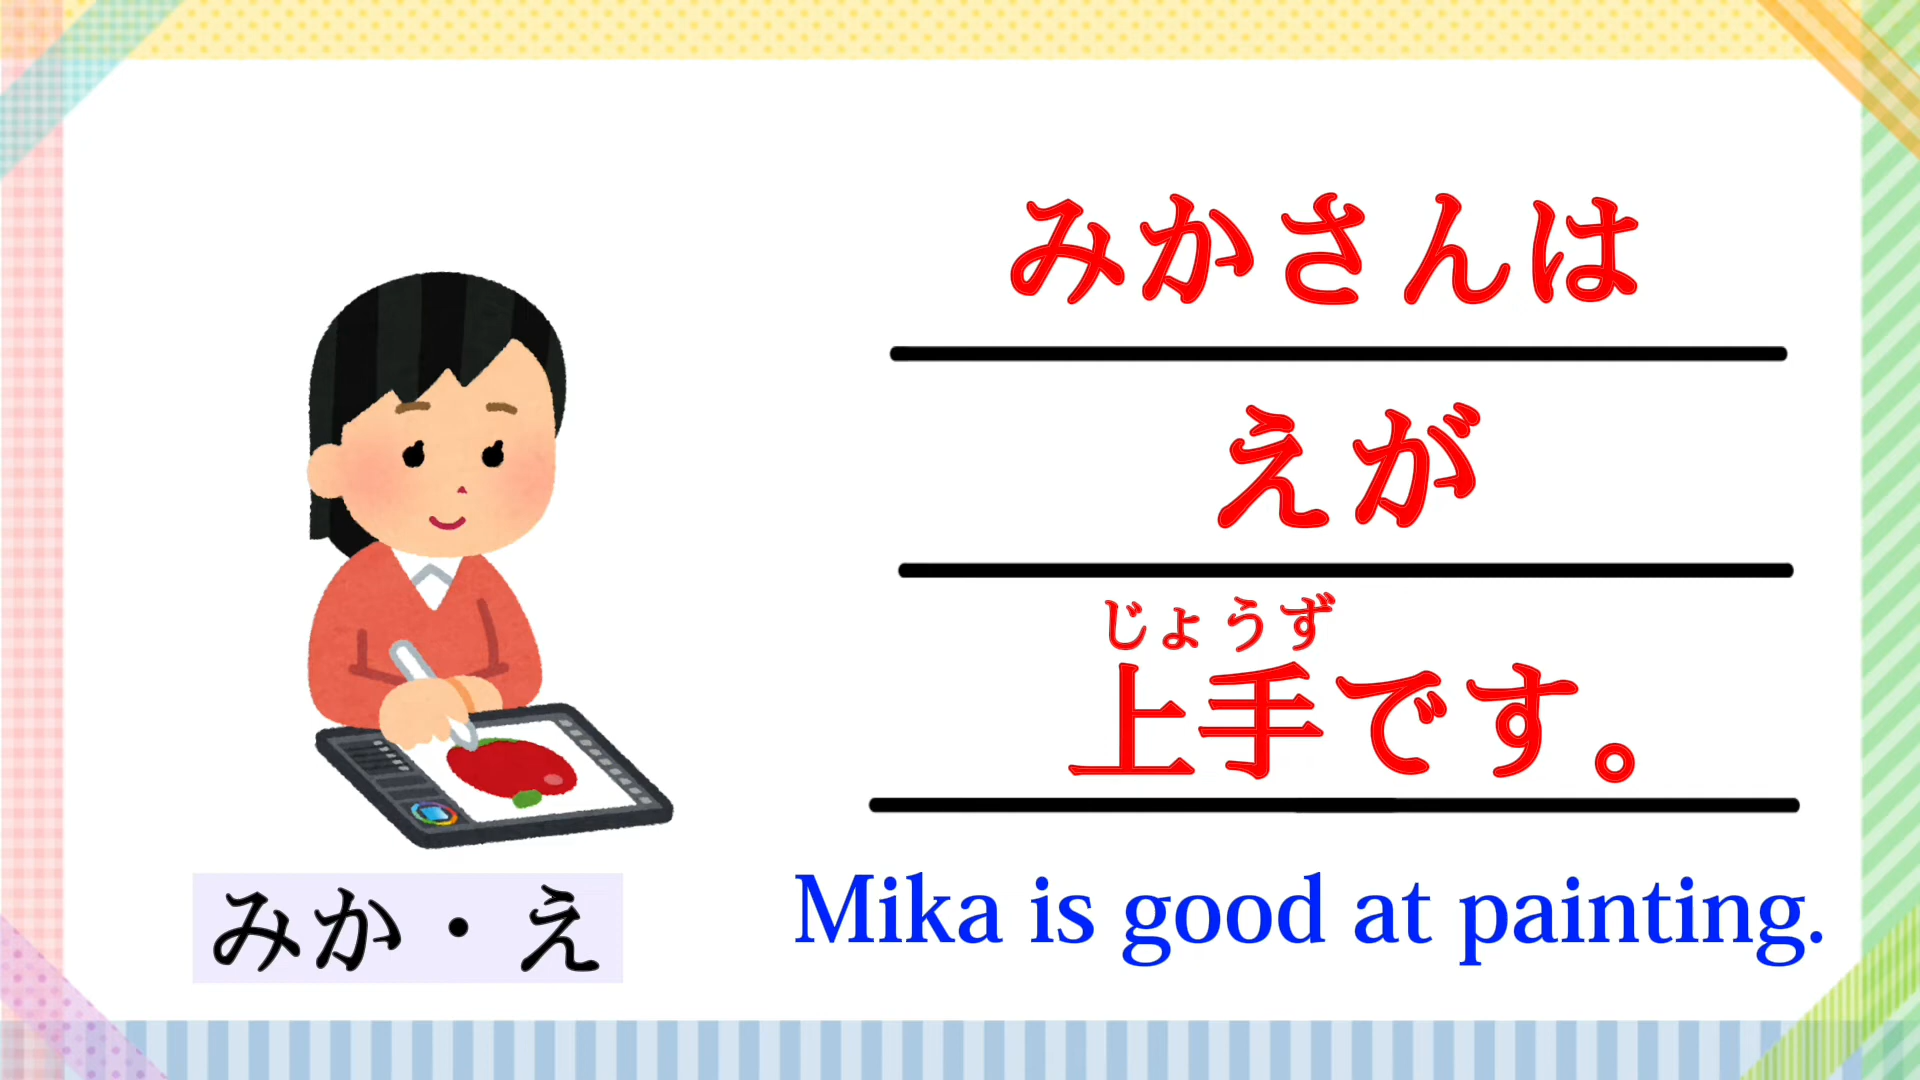 みかさんは
えが
じょうず
上手です。
みか・え
Mika is good at painting.